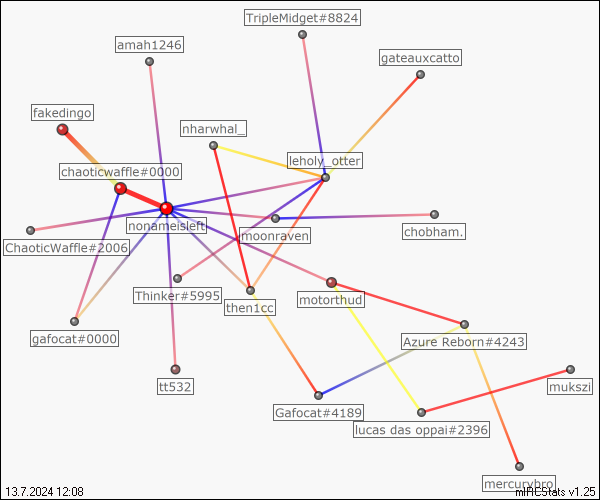 TripleMidget#8824
amah1246
gateauxcatto
fakedingo
nharwhal_
leholy_otter
chaoticwaffle#0000
nonameisleft
moonraven
chobham.
ChaoticWaffle#2006
Thinker#5995
then1cc
motorthud
gafocat#0000
Azure Reborn#4243
tt532
mukszi
Gafocat#4189
lucas das oppai#2396
mercurybro
13.7.2024 12:08
mIRCStats v1.25